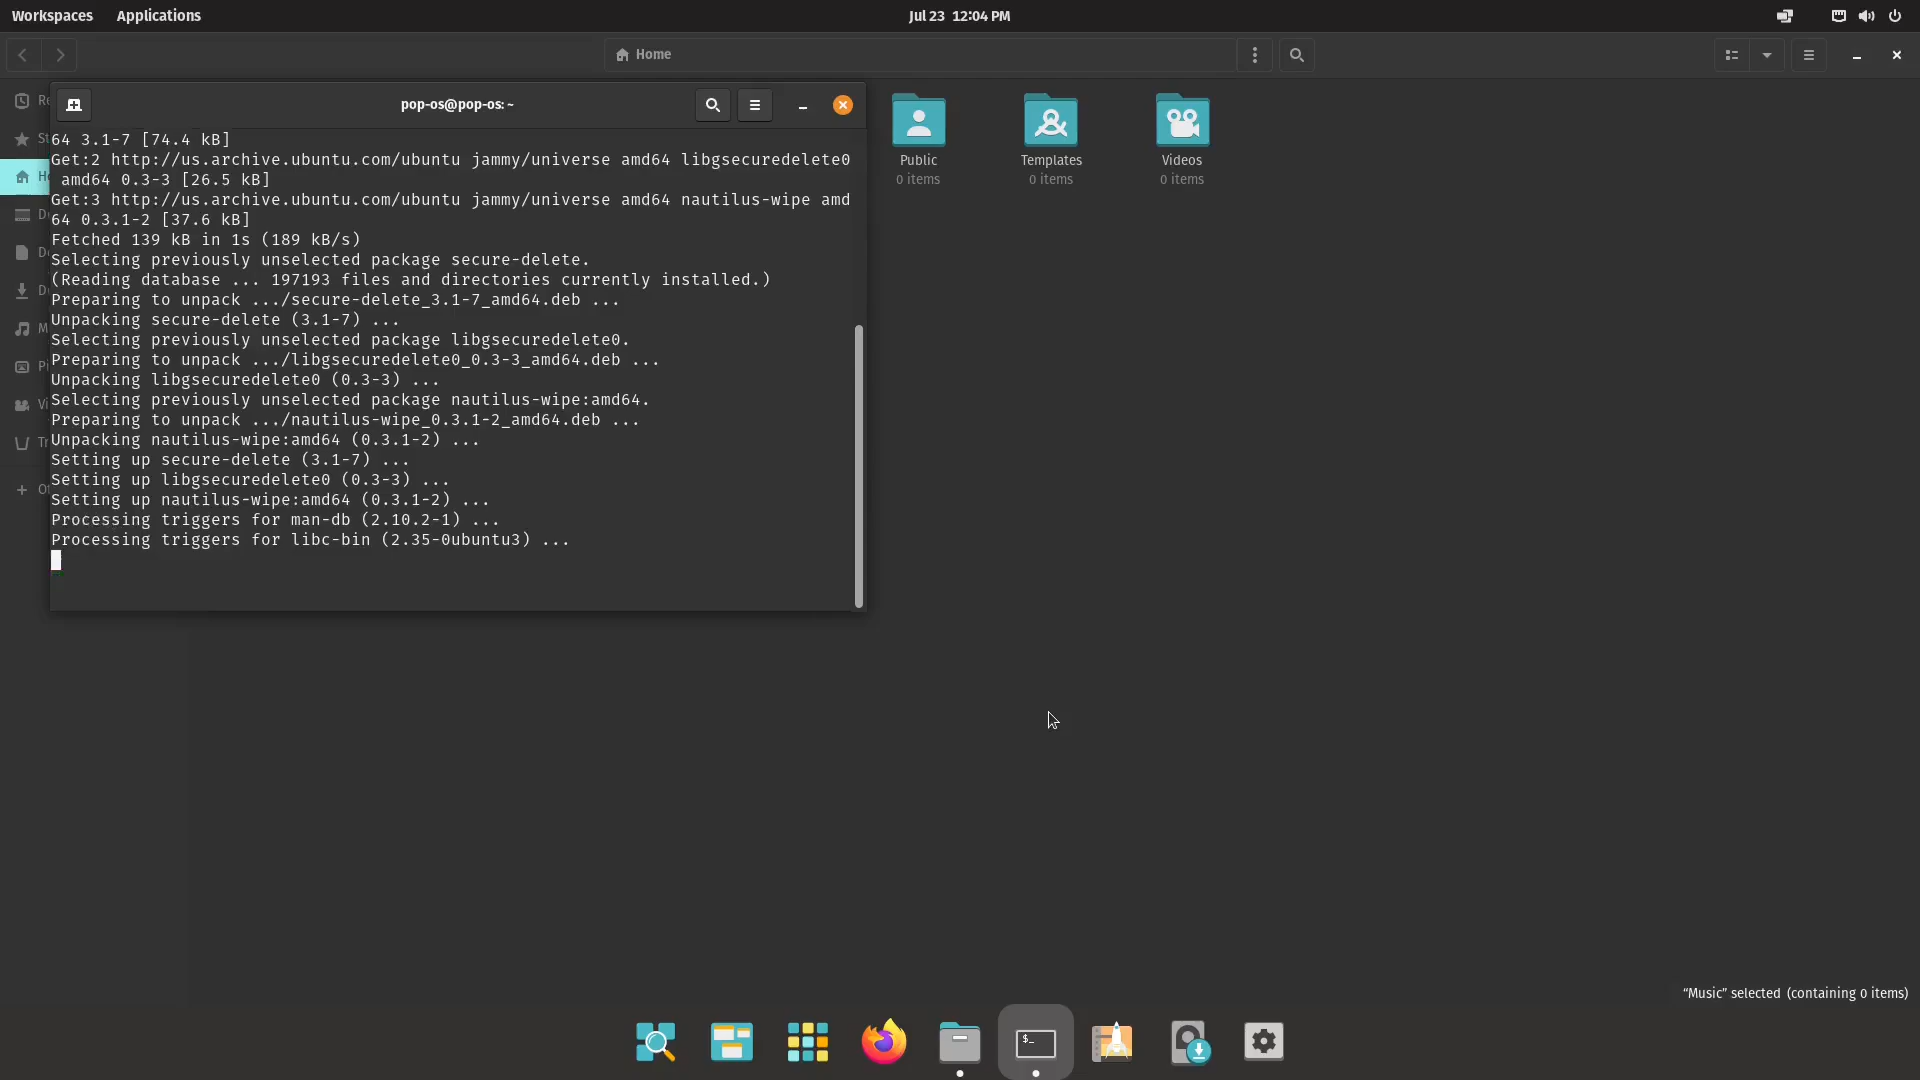 Workspaces Applications Jul 23 12:04 PM
Home
pop-os@pop-os: ~
64 3.1-7 [74.4 kB]
Get:2 http://us.archive.ubuntu.com/ubuntu jammy/universe amd64 libgsecuredelete0
amd64 0.3-3 [26.5 kB]
Get:3 http://us.archive.ubuntu.com/ubuntu jammy/universe amd64 nautilus-wipe amd
64 0.3.1-2 [37.6 kB]
Fetched 139 kB in 1s (189 kB/s)
Selecting previously unselected package secure-delete.
(Reading database ... 197193 files and directories currently installed.)
Preparing to unpack .../secure-delete_3.1-7_amd64.deb ...
Unpacking secure-delete (3.1-7) ...
Selecting previously unselected package libgsecuredelete0.
Preparing to unpack .../libgsecuredelete0_0.3-3_amd64.deb ...
Unpacking libgsecuredelete0 (0.3-3) ...
Selecting previously unselected package nautilus-wipe:amd64.
Preparing to unpack .../nautilus-wipe_0.3.1-2_amd64.deb ...
Unpacking nautilus-wipe:amd64 (0.3.1-2) ...
Setting up secure-delete (3.1-7) ...
Setting up libgsecuredelete0 (0.3-3) ...
Setting up nautilus-wipe:amd64 (0.3.1-2) ...
Processing triggers for man-db (2.10.2-1) ...
Processing triggers for libc-bin (2.35-0ubuntu3) ...
Public Templates Videos
0 items 0 items 0 items
“Music” selected (containing 0 items)
$_